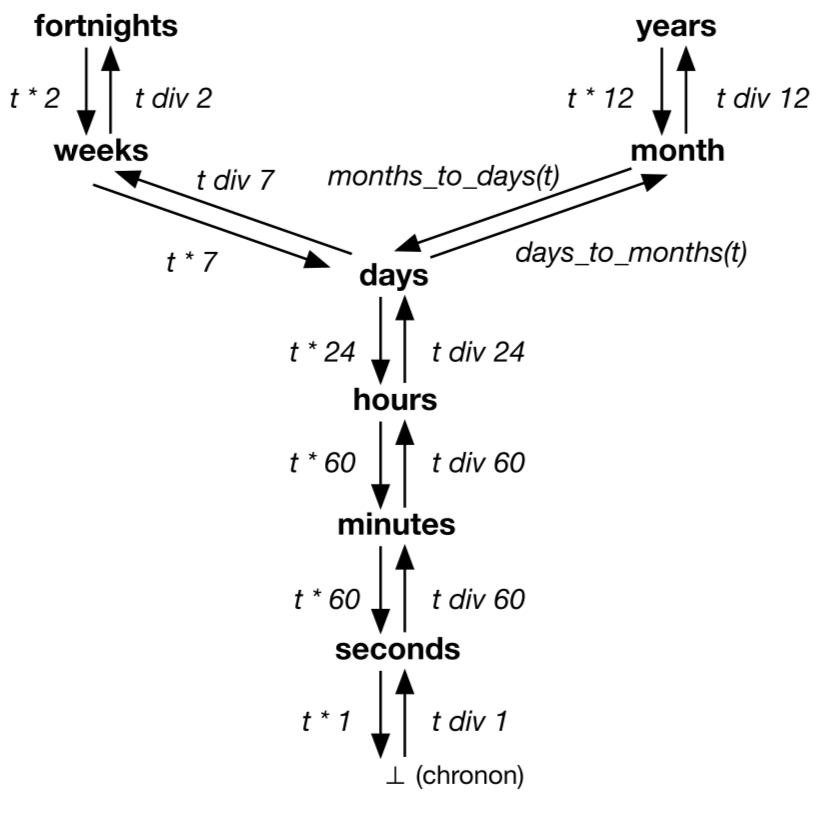 fortnights
years
t * 2
t div 2
t * 12
t div 12
weeks
month
t div 7
months_to_days(t)
t * 7
days_to_months(t)
days
t * 24
t div 24
hours
t * 60
t div 60
minutes
t * 60
t div 60
seconds
t * 1
t div 1
⊥ (chronon)